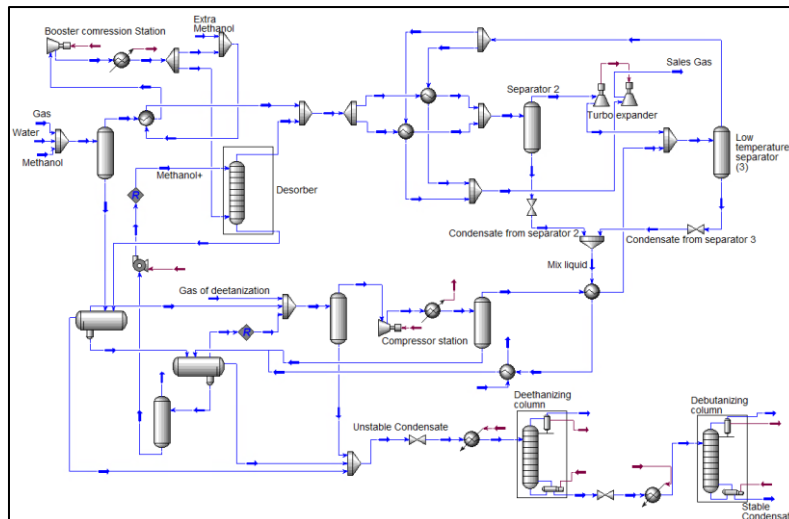 Booster comression Station
Extra
Methanol
Gas
Water
Methanol
Methanol+
Desorber
Separator 2
Turbo expander
Sales Gas
Low
temperature
separator
(3)
Condensate from separator 2
Condensate from separator 3
Mix liquid
R
Gas of deetanization
R
Compressor station
Unstable Condensate
Deethanizing
column
Debutanizing
column
Stable
Condensat